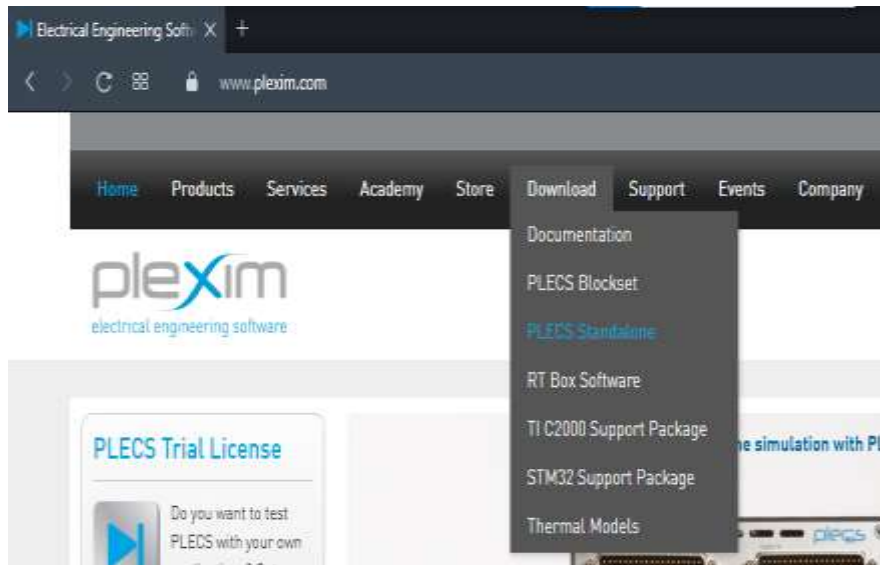 Electrical Engineering Soft
www.plexim.com
Home Products Services Academy Store Download Support Events Company
Documentation
PLECS Blockset
PLECS Standalone
RT Box Software
TI C2000 Support Package
STM32 Support Package
Thermal Models
plexim
electrical engineering software
PLECS Trial License
Do you want to test
PLECS with your own
ne simulation with Pl
plecs